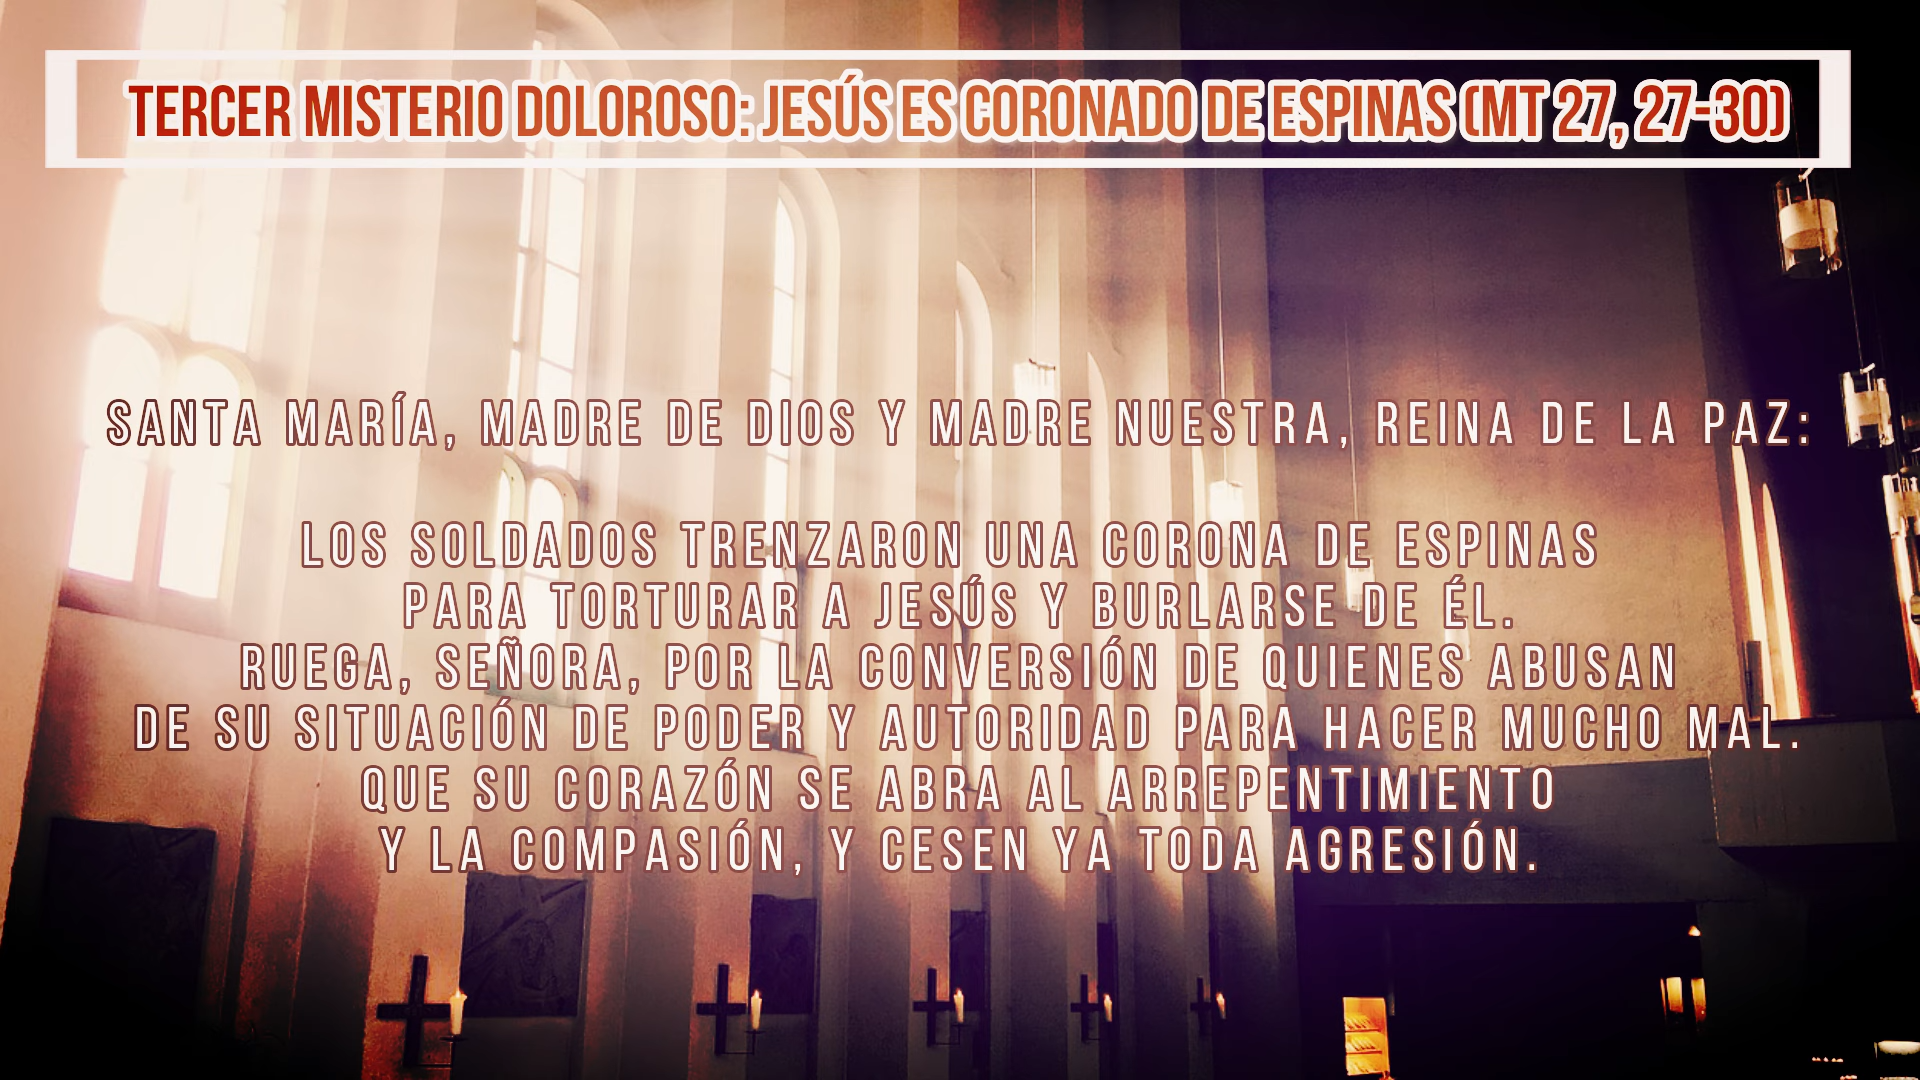 TERCER MISTERIO DOLOROSO: JESÚS ES CORONADO DE ESPINAS (MT 27, 27-30)
SANTA MARÍA, MADRE DE DIOS Y MADRE NUESTRA, REINA DE LA PAZ:
LOS SOLDADOS TRENZARON UNA CORONA DE ESPINAS
PARA TORTURAR A JESÚS Y BURLARSE DE ÉL.
RUEGA, SEÑORA, POR LA CONVERSIÓN DE QUIENES ABUSAN
DE SU SITUACIÓN DE PODER Y AUTORIDAD PARA HACER MUCHO MAL.
QUE SU CORAZÓN SE ABRA AL ARREPENTIMIENTO
Y LA COMPASIÓN, Y CESEN YA TODA AGRESIÓN.